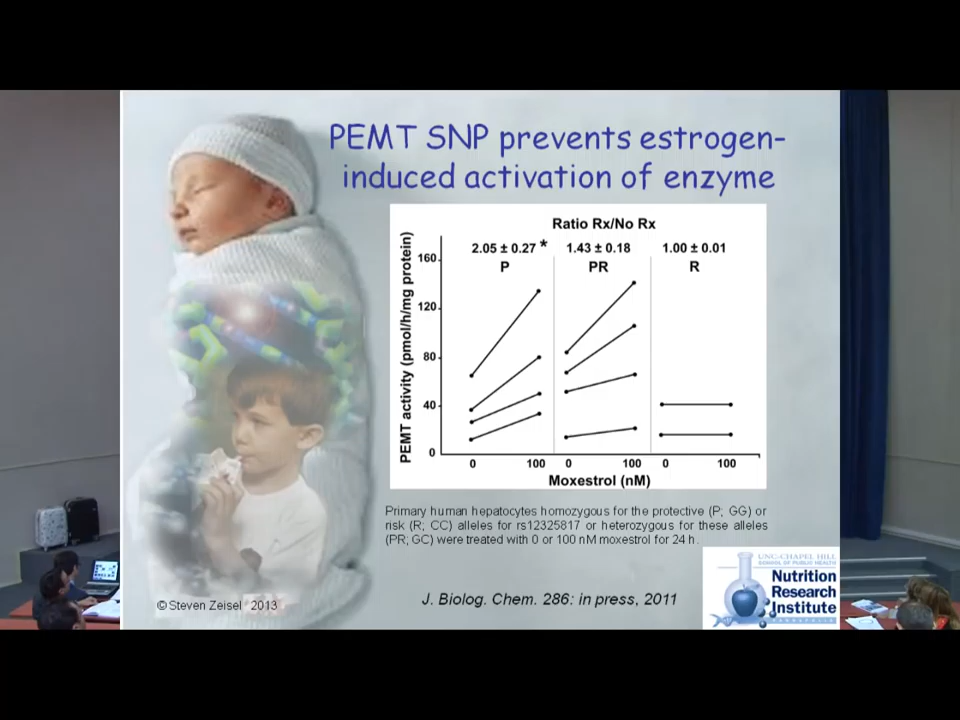 PEMT SNP prevents estrogen-
induced activation of enzyme
Ratio Rx/No Rx
2.05 ± 0.27 * 1.43 ± 0.18 1.00 ± 0.01
P PR R
PEMT activity (pmol/h/mg protein)
160
120
80
40
0
0 100 0 100 0 100
Moxestrol (nM)
Primary human hepatocytes homozygous for the protective (P; GG) or
risk (R; CC) alleles for rs12325817 or heterozygous for these alleles
(PR; GC) were treated with 0 or 100 nM moxestrol for 24 h.
UNC-CHAPEL HILL
SCHOOL OF PUBLIC HEALTH
Nutrition
Research
Institute
© Steven Zeisel 2013
J. Biolog. Chem. 286: in press, 2011